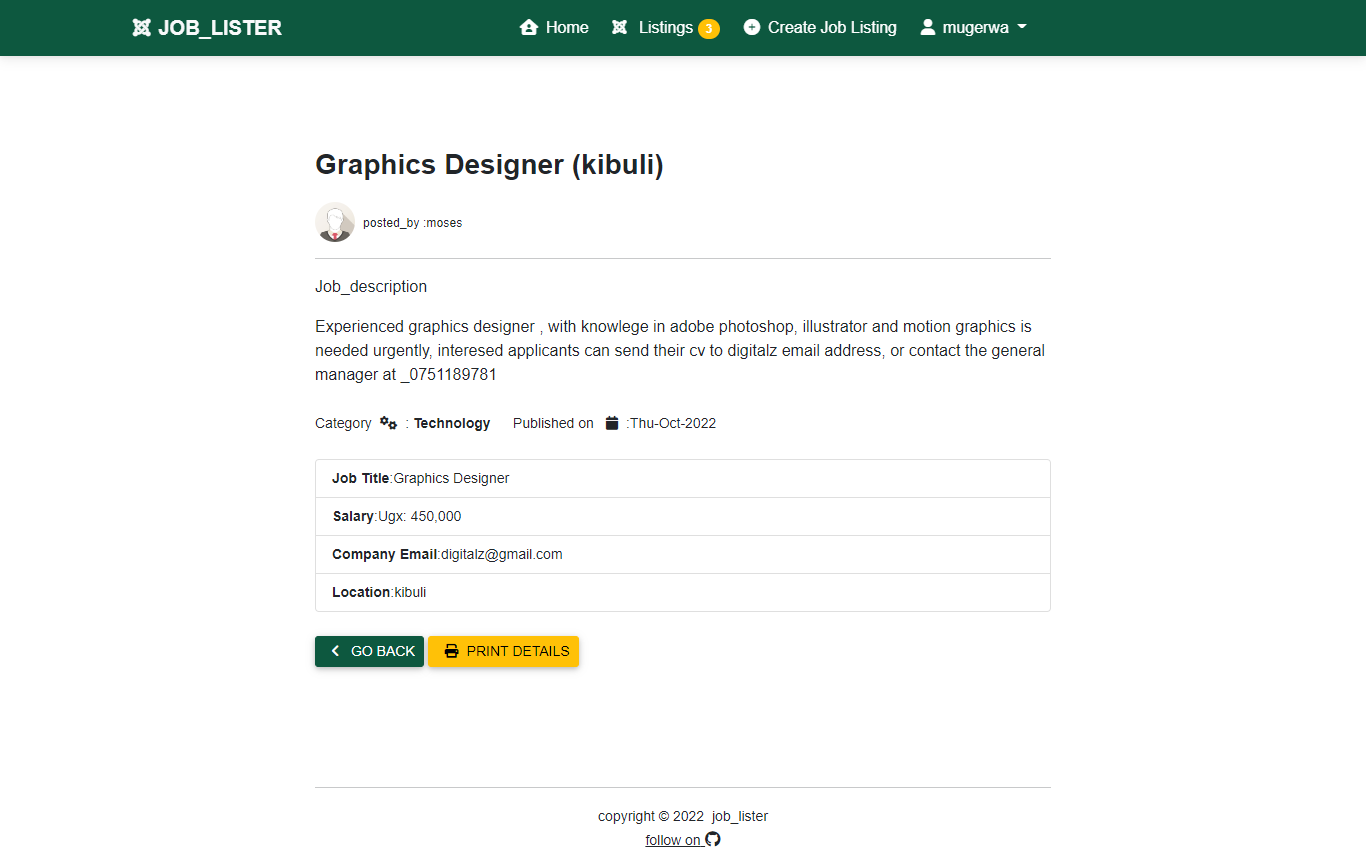 JOB_LISTER
Home
Listings 3
Create Job Listing
mugerwa
Graphics Designer (kibuli)
posted_by :moses
Job_description
Experienced graphics designer , with knowlege in adobe photoshop, illustrator and motion graphics is
needed urgently, interesed applicants can send their cv to digitalz email address, or contact the general
manager at _0751189781
Category : Technology Published on :Thu-Oct-2022
Job Title:Graphics Designer
Salary:Ugx: 450,000
Company Email:digitalz@gmail.com
Location:kibuli
GO BACK
PRINT DETAILS
copyright © 2022 job_lister
follow on